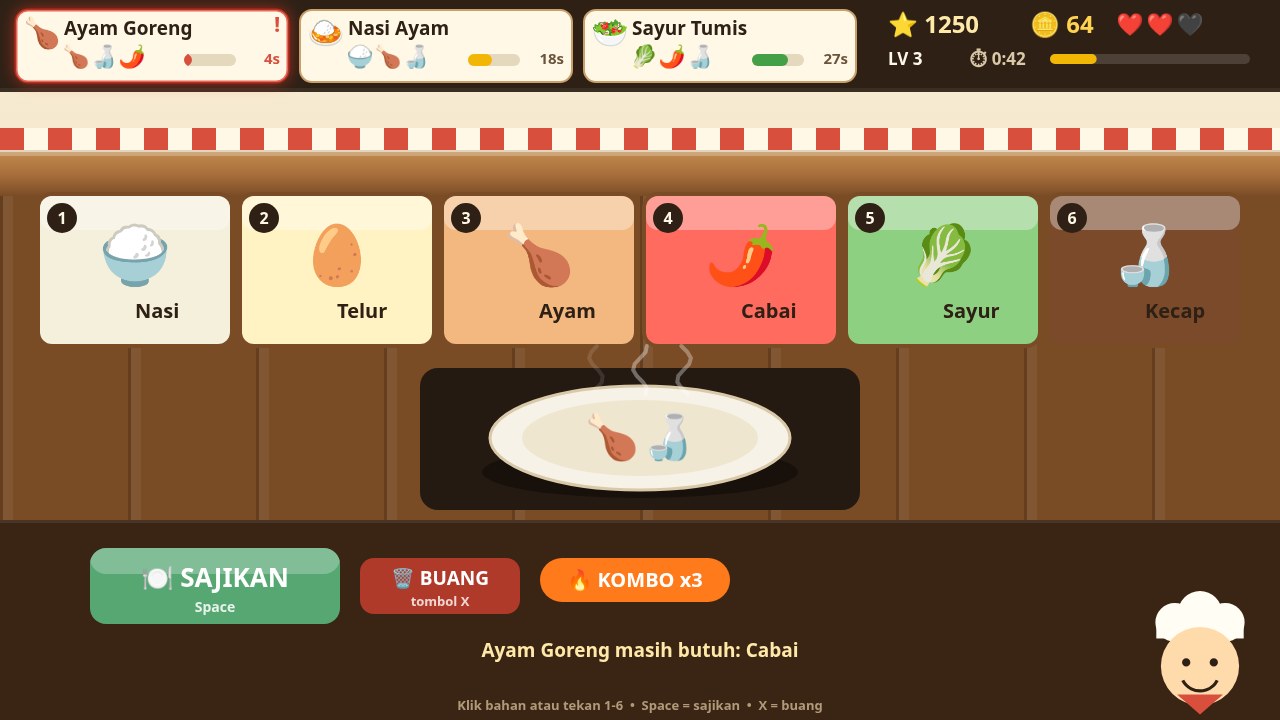 Ayam Goreng !
4s
Nasi Ayam
18s
Sayur Tumis
27s
1250
64
LV 3
0:42
1
2
3
4
5
6
Nasi
Telur
Ayam
Cabai
Sayur
Kecap
SAJIKAN
Space
BUANG
tombol X
KOMBO x3
Ayam Goreng masih butuh: Cabai
Klik bahan atau tekan 1-6 • Space = sajikan • X = buang